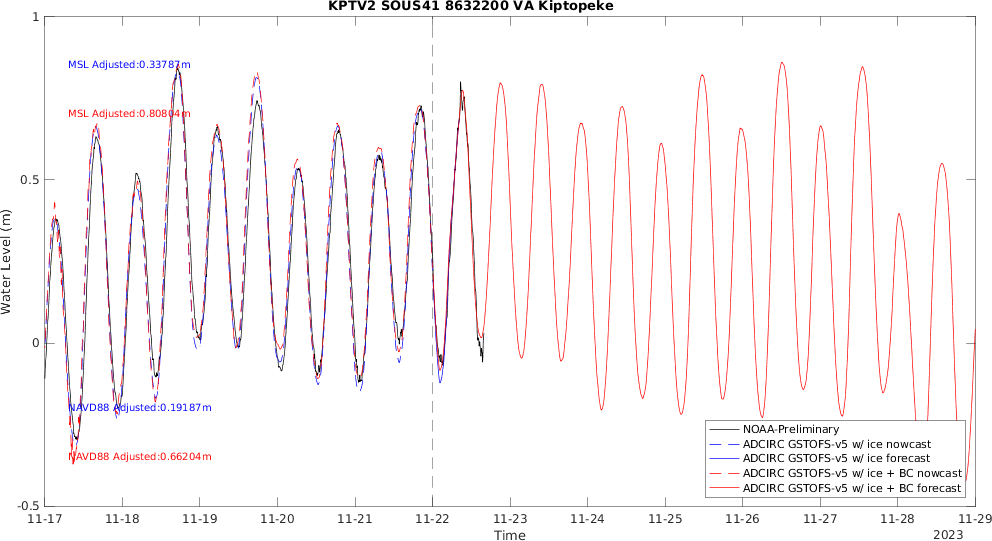 KPTV2 SOUS41 8632200 VA Kiptopeke
Water Level (m)
1
0.5
0
-0.5
MSL Adjusted:0.33787m
MSL Adjusted:0.80804m
NAVD88 Adjusted:0.19187m
NAVD88 Adjusted:0.66204m
NOAA-Preliminary
ADCIRC GSTOFS-v5 w/ ice nowcast
ADCIRC GSTOFS-v5 w/ ice forecast
ADCIRC GSTOFS-v5 w/ ice + BC nowcast
ADCIRC GSTOFS-v5 w/ ice + BC forecast
11-17 11-18 11-19 11-20 11-21 11-22 11-23 11-24 11-25 11-26 11-27 11-28 11-29
Time
2023